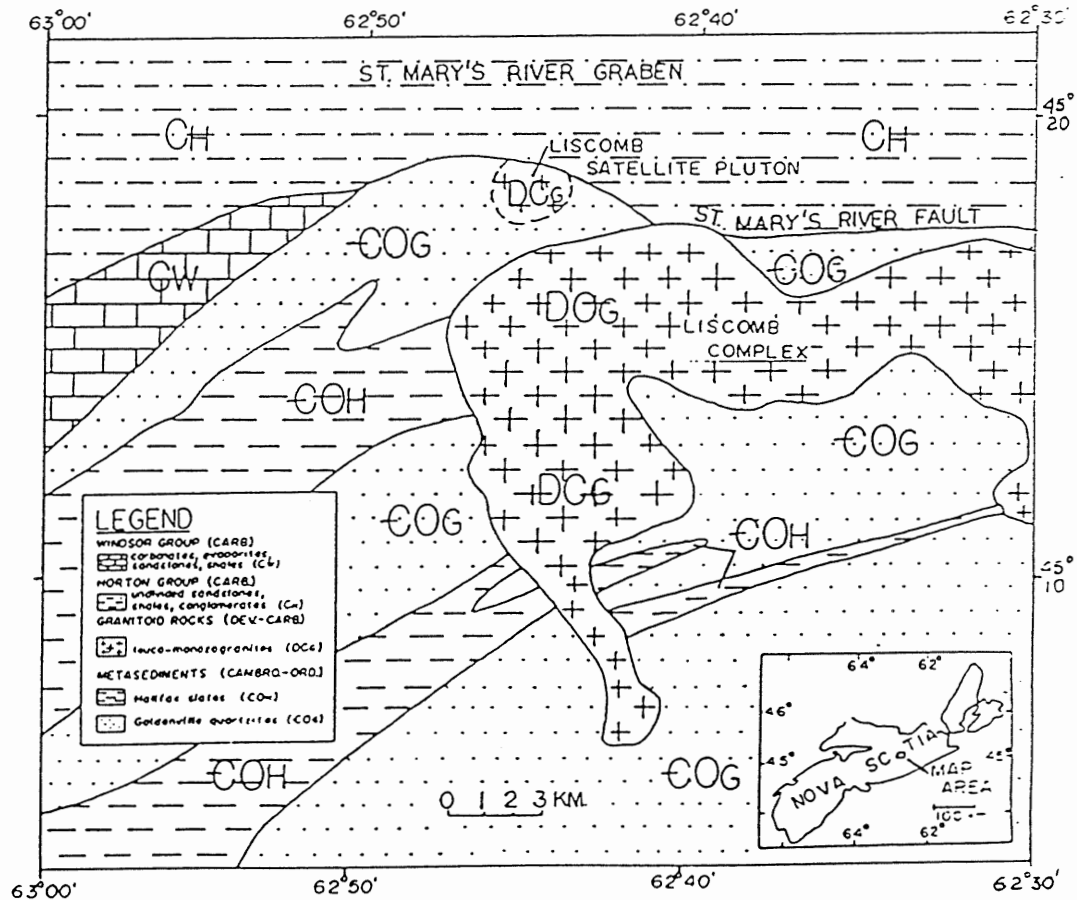 63°00'
62°50'
62°40'
62°30'
ST. MARY'S RIVER GRABEN
45°
20
CH
CH
LISCOMB
SATELLITE PLUTON
DCG
ST. MARY'S RIVER FAULT
COG
COG
CW
DCG
LISCOMB
COMPLEX
COH
COG
DCG
COG
COH
45°
10
LEGEND
WINDSOR GROUP (CARB)
carbonates, evaporites,
sandstones, shales (CW)
HORTON GROUP (CARB.)
undivided sandstones,
shales, conglomerates (CH)
GRANITOID ROCKS (DEV.-CARB)
leuco-monzogranites (DCG)
METASEDIMENTS (CAMBRO-ORD.)
Halifax slates (COH)
Goldenville quartzites (COG)
COH
COG
0 1 2 3 KM.
64° 62°
46°
45°
45°
NOVA SCOTIA
MAP
AREA
64° 62°
63°00'
62°50'
62°40'
62°30'